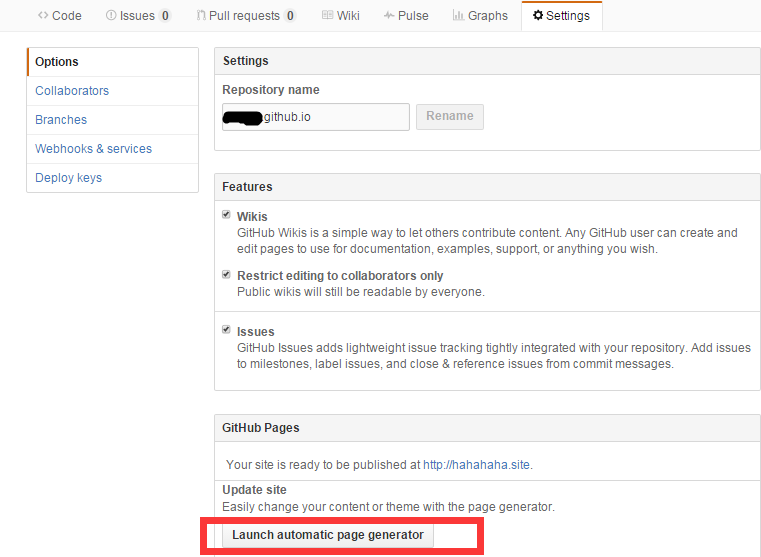 Code Issues 0 Pull requests 0 Wiki Pulse Graphs Settings
Options
Collaborators
Branches
Webhooks & services
Deploy keys
Settings
Repository name
.github.io Rename
Features
Wikis
GitHub Wikis is a simple way to let others contribute content. Any GitHub user can create and
edit pages to use for documentation, examples, support, or anything you wish.
Restrict editing to collaborators only
Public wikis will still be readable by everyone.
Issues
GitHub Issues adds lightweight issue tracking tightly integrated with your repository. Add issues
to milestones, label issues, and close & reference issues from commit messages.
GitHub Pages
Your site is ready to be published at http://hahahaha.site.
Update site
Easily change your content or theme with the page generator.
Launch automatic page generator